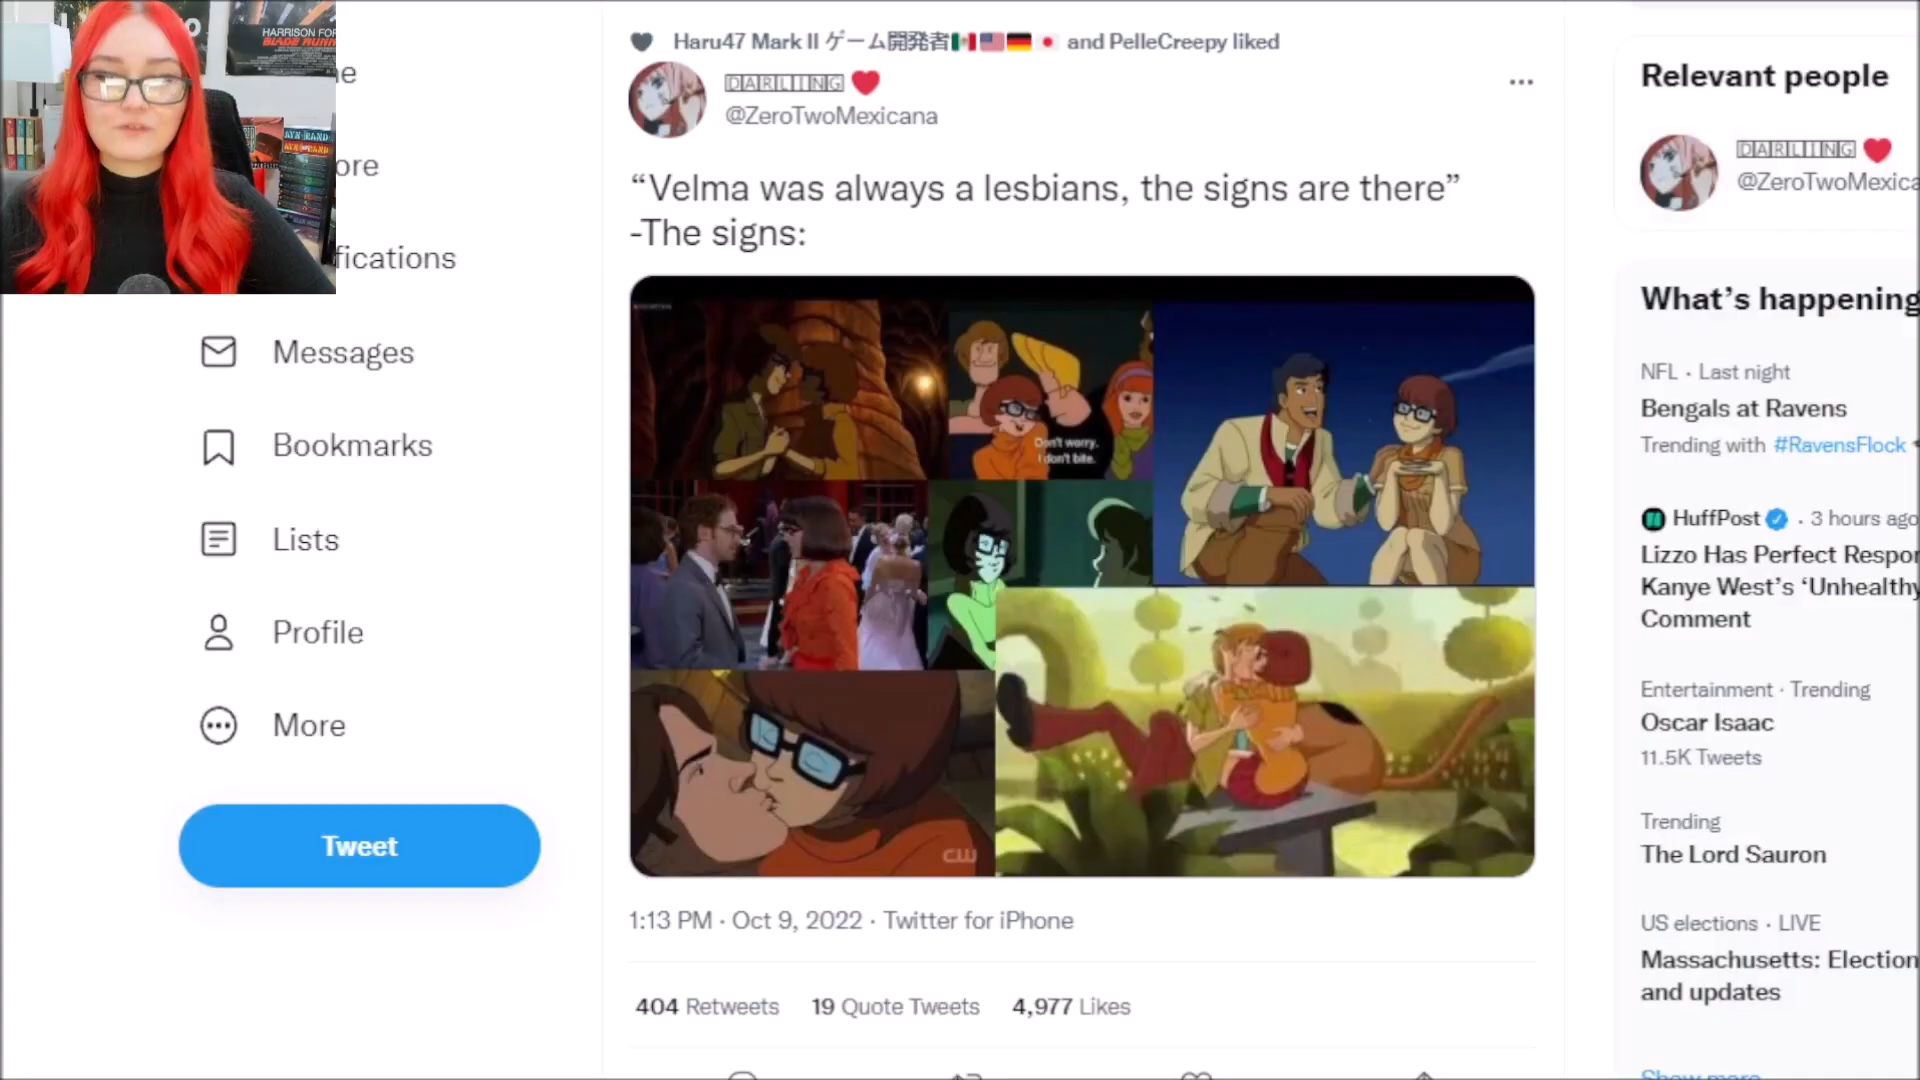 HARRISON FOR
BLADE RUNN
AYN RAND
Haru47 Mark II ゲーム開発者🇲🇽🇺🇸🇩🇪🇯🇵 and PelleCreepy liked
🄳🄰🅁🄻🄸🄽🄶 ❤️
@ZeroTwoMexicana
“Velma was always a lesbians, the signs are there”
-The signs:
Don't worry.
I don't bite.
CW
1:13 PM · Oct 9, 2022 · Twitter for iPhone
404 Retweets 19 Quote Tweets 4,977 Likes
e
ore
fications
Messages
Bookmarks
Lists
Profile
More
Tweet
Relevant people
🄳🄰🅁🄻🄸🄽🄶 ❤️
@ZeroTwoMexica
What’s happening
NFL · Last night
Bengals at Ravens
Trending with #RavensFlock
HuffPost · 3 hours ago
Lizzo Has Perfect Respon
Kanye West’s ‘Unhealthy
Comment
Entertainment · Trending
Oscar Isaac
11.5K Tweets
Trending
The Lord Sauron
US elections · LIVE
Massachusetts: Election
and updates
Show more